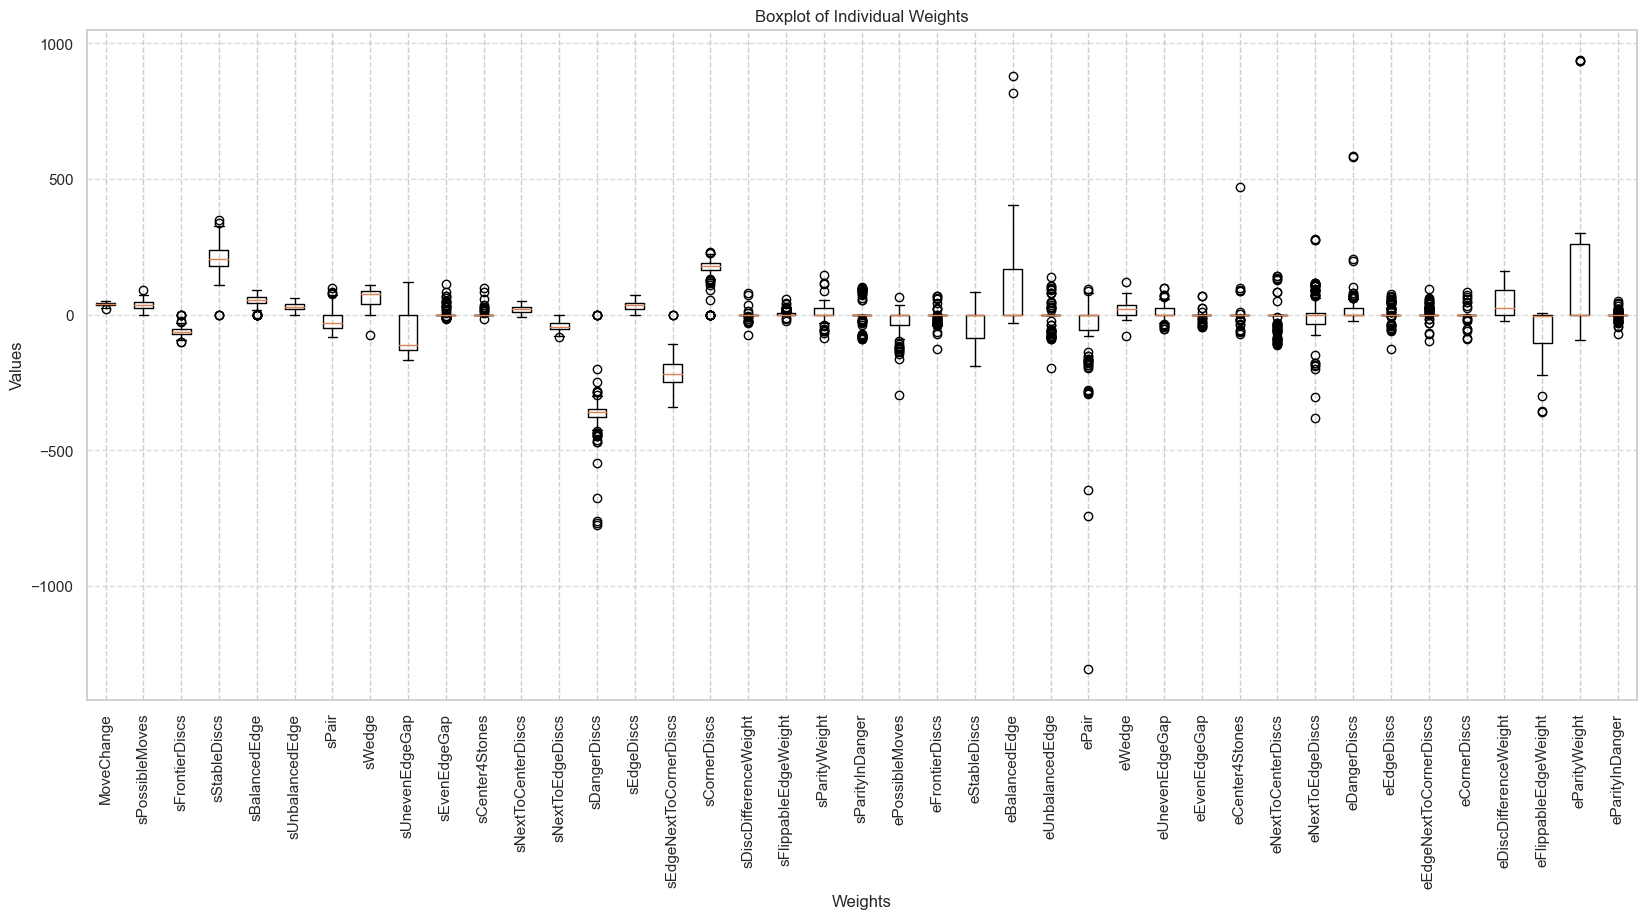 Boxplot of Individual Weights
1000
500
0
−500
−1000
Values
MoveChange
sPossibleMoves
sFrontierDiscs
sStableDiscs
sBalancedEdge
sUnbalancedEdge
sPair
sWedge
sUnevenEdgeGap
sEvenEdgeGap
sCenter4Stones
sNextToCenterDiscs
sNextToEdgeDiscs
sDangerDiscs
sEdgeDiscs
sEdgeNextToCornerDiscs
sCornerDiscs
sDiscDifferenceWeight
sFlippableEdgeWeight
sParityWeight
sParityInDanger
ePossibleMoves
eFrontierDiscs
eStableDiscs
eBalancedEdge
eUnbalancedEdge
ePair
eWedge
eUnevenEdgeGap
eEvenEdgeGap
eCenter4Stones
eNextToCenterDiscs
eNextToEdgeDiscs
eDangerDiscs
eEdgeDiscs
eEdgeNextToCornerDiscs
eCornerDiscs
eDiscDifferenceWeight
eFlippableEdgeWeight
eParityWeight
eParityInDanger
Weights